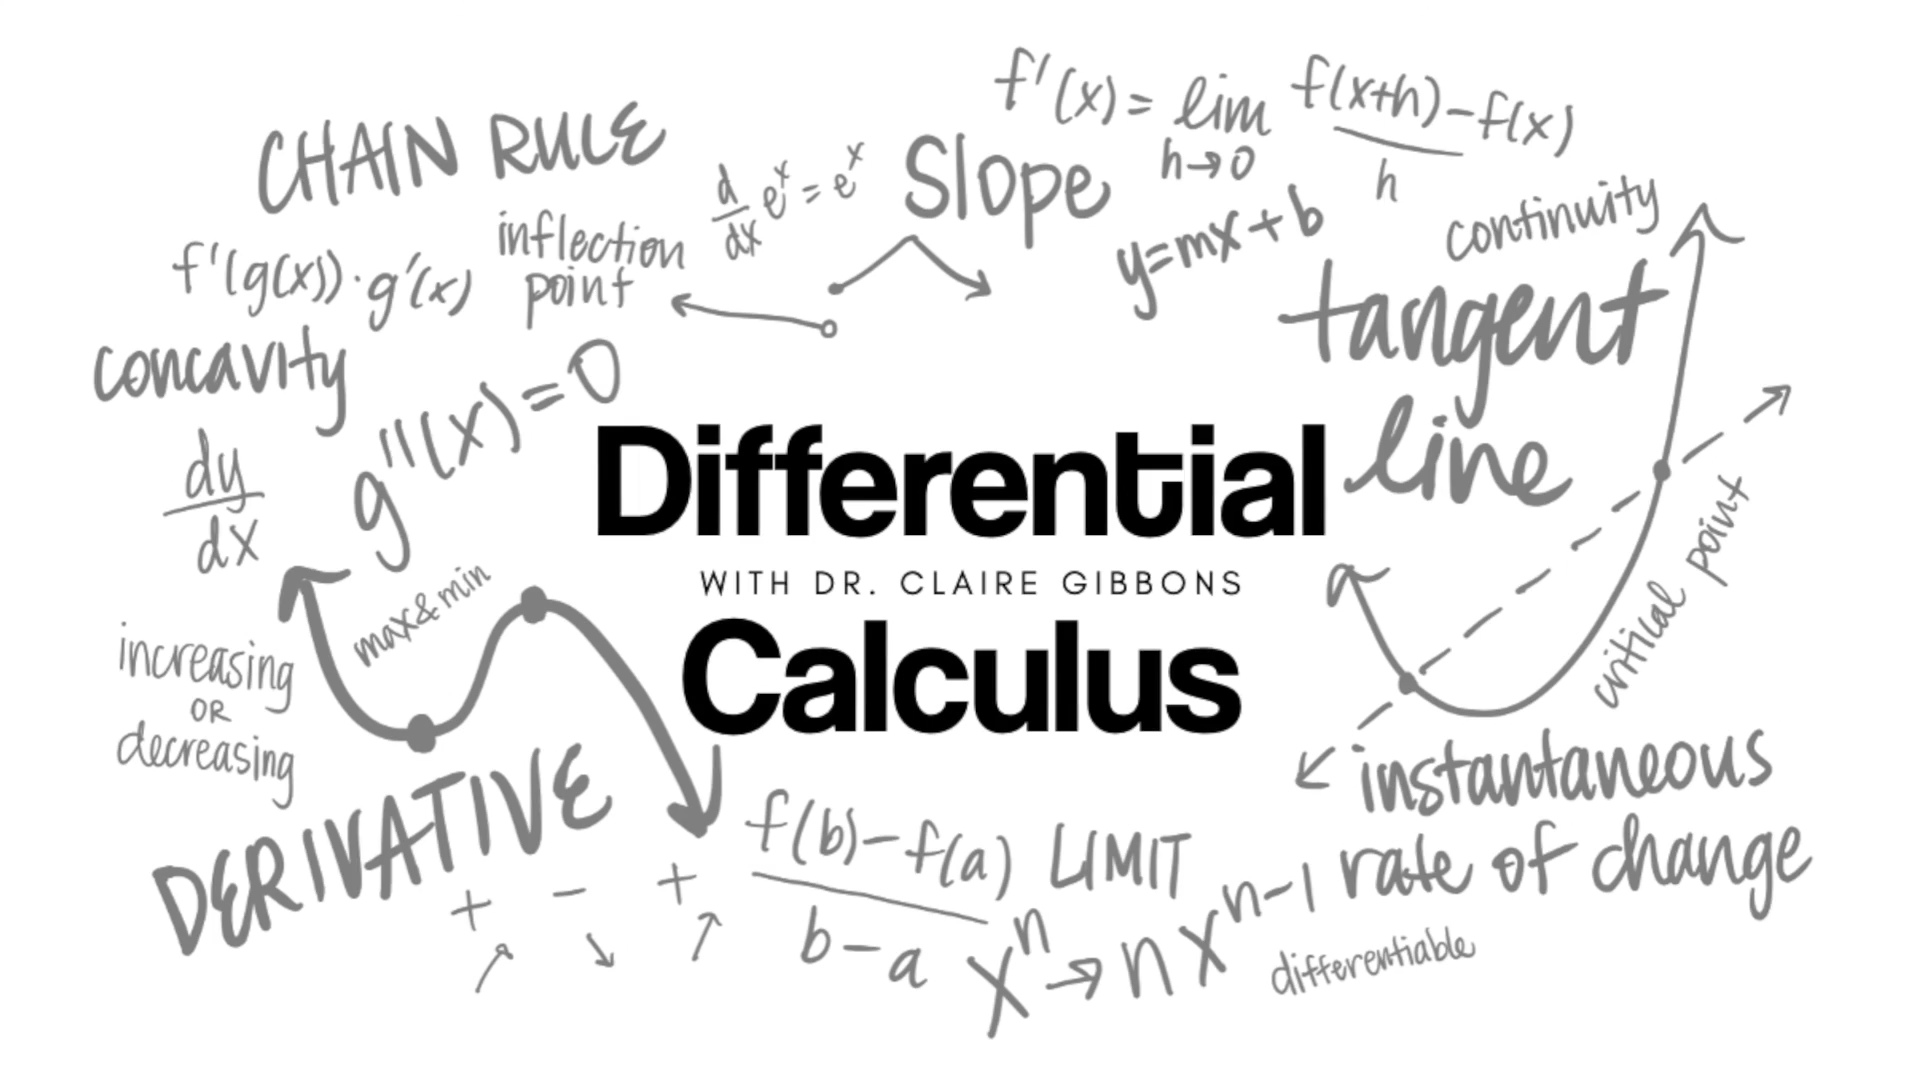 CHAIN RULE
f'(g(x))·g'(x)
inflection
point
d/dx e^x = e^x
Slope
f'(x) = lim h→0 f(x+h)-f(x)/h
y=mx+b
continuity
tangent
line
concavity
g''(x)=0
dy/dx
max&min
increasing
OR
decreasing
Differential
WITH DR. CLAIRE GIBBONS
Calculus
critical point
DERIVATIVE
+ - +
f(b)-f(a)/b-a
LIMIT
x^n → nx^n-1
instantaneous
rate of change
differentiable